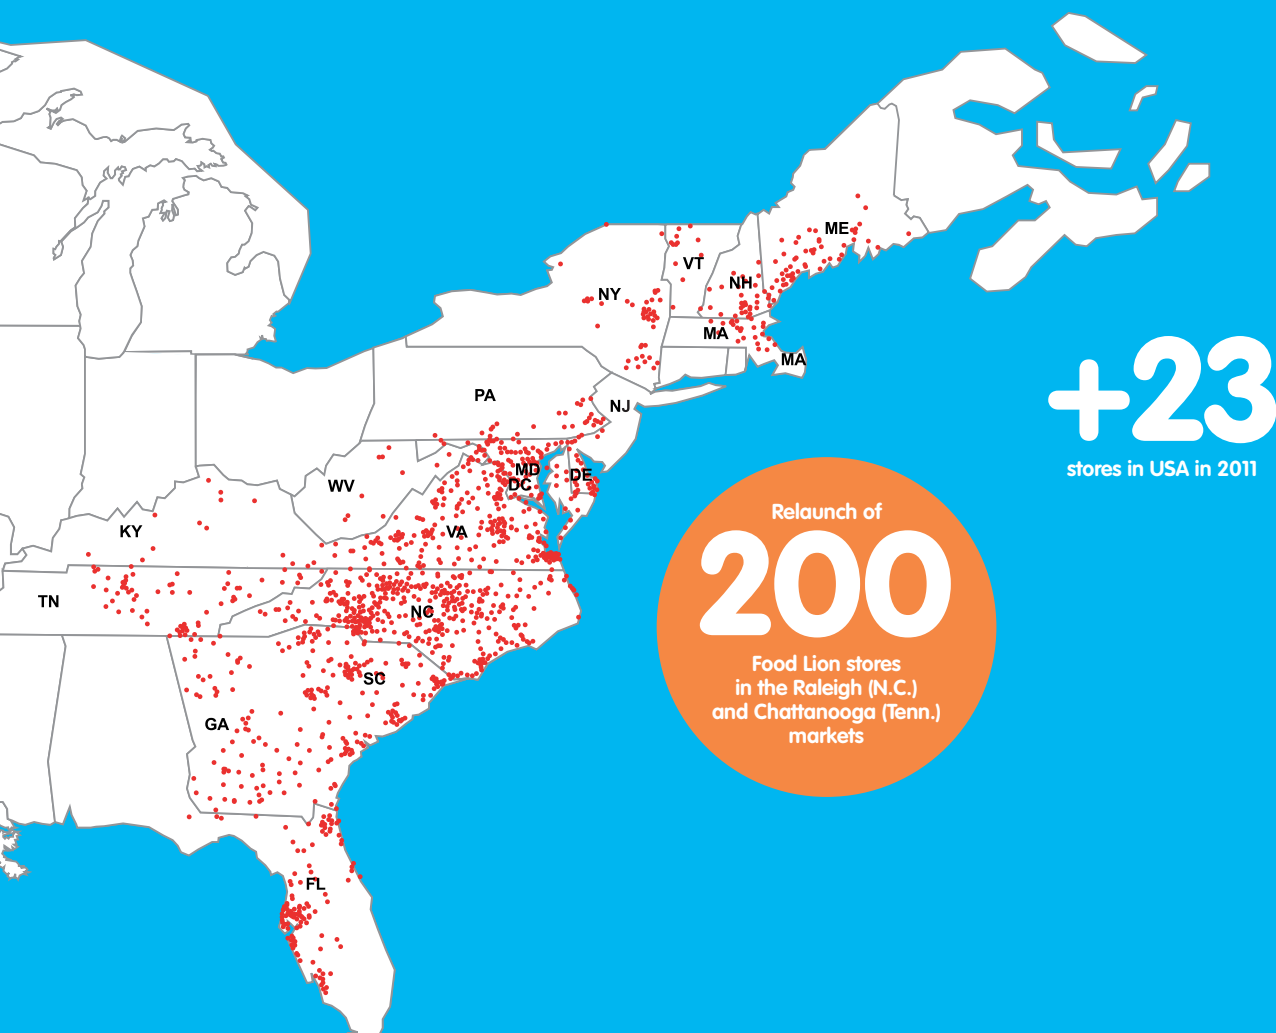 ME
VT
NY
NH
MA
MA
PA
NJ
+23
stores in USA in 2011
MD
DE
DC
WV
KY
VA
TN
NC
SC
GA
FL
Relaunch of
200
Food Lion stores
in the Raleigh (N.C.)
and Chattanooga (Tenn.)
markets